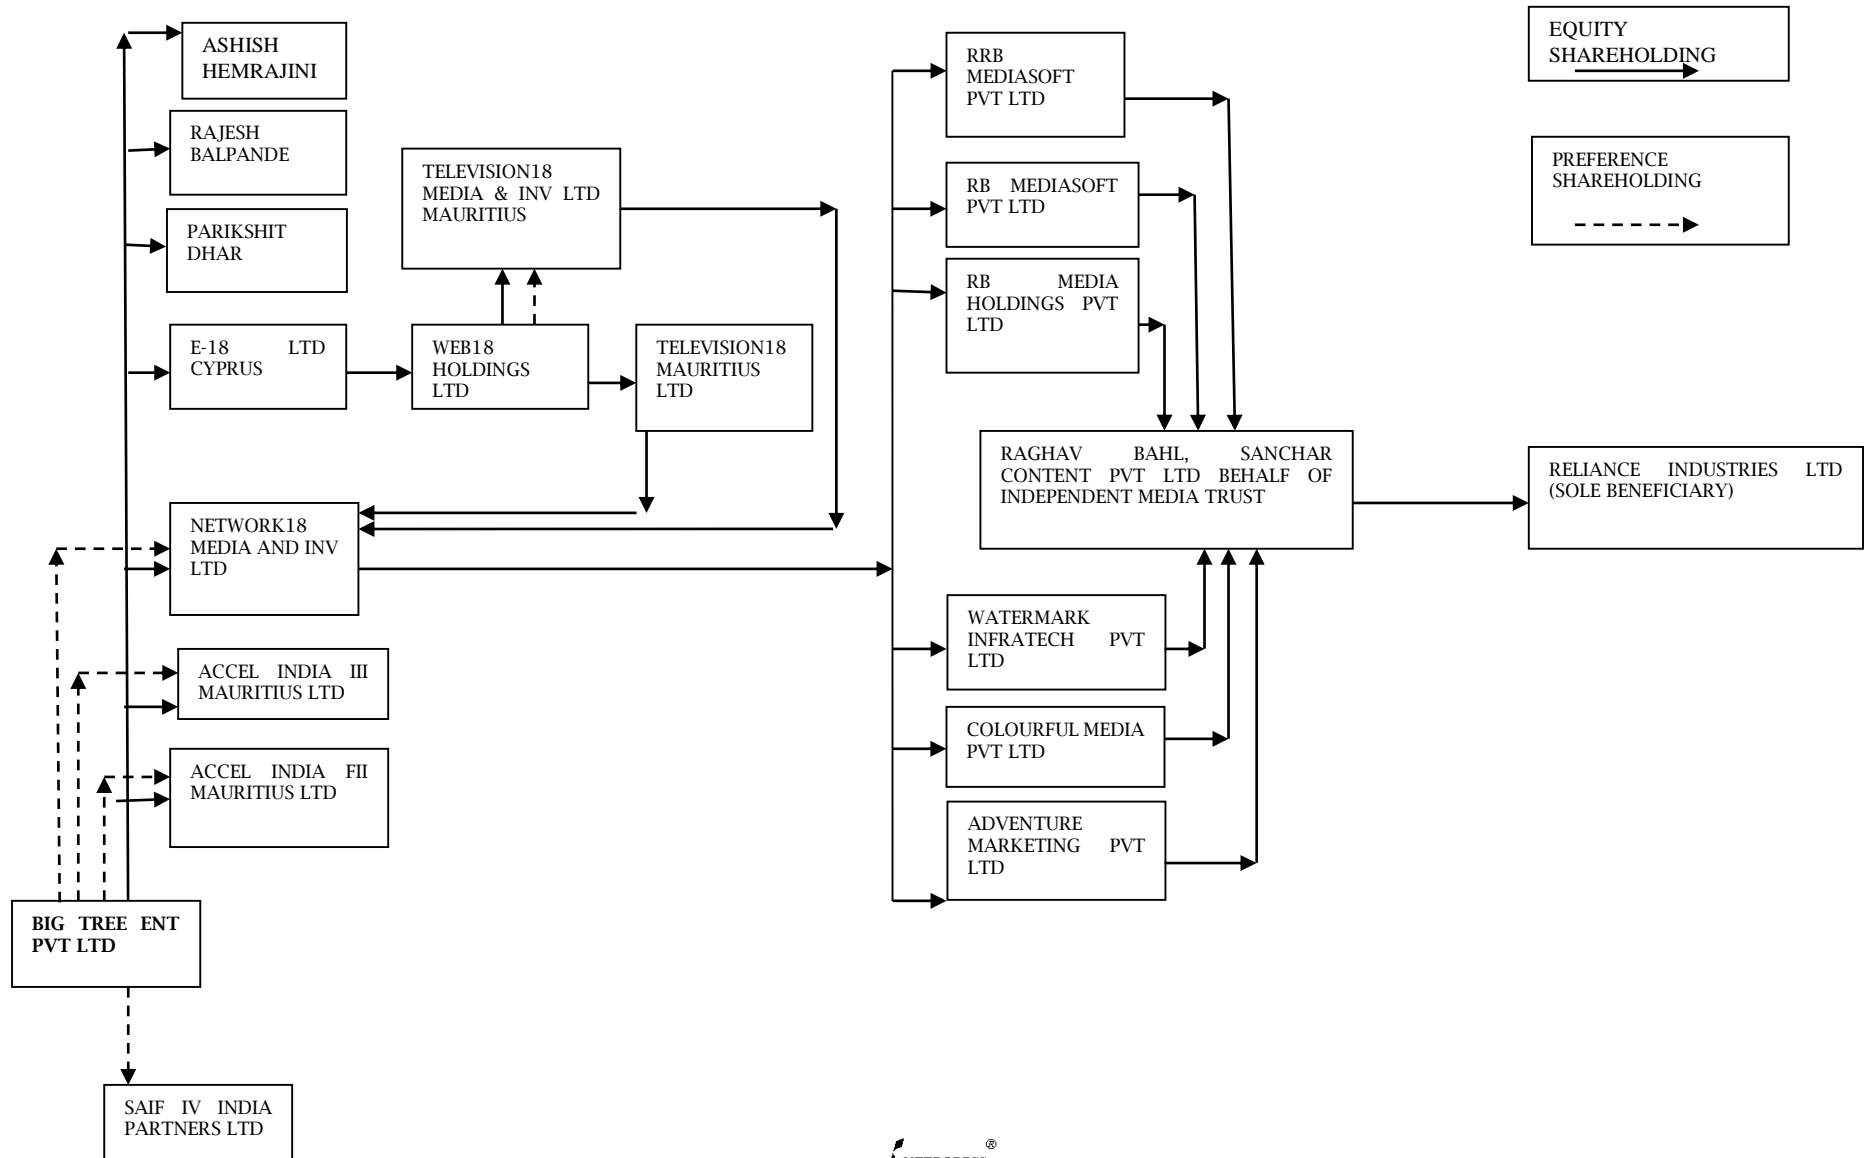 ASHISH
HEMRAJINI
RAJESH
BALPANDE
PARIKSHIT
DHAR
E-18 LTD
CYPRUS
TELEVISION18
MEDIA & INV LTD
MAURITIUS
WEB18
HOLDINGS
LTD
TELEVISION18
MAURITIUS
LTD
NETWORK18
MEDIA AND INV
LTD
ACCEL INDIA III
MAURITIUS LTD
ACCEL INDIA FII
MAURITIUS LTD
BIG TREE ENT
PVT LTD
SAIF IV INDIA
PARTNERS LTD
RRB
MEDIASOFT
PVT LTD
RB MEDIASOFT
PVT LTD
RB MEDIA
HOLDINGS PVT
LTD
RAGHAV BAHL, SANCHAR
CONTENT PVT LTD BEHALF OF
INDEPENDENT MEDIA TRUST
WATERMARK
INFRATECH PVT
LTD
COLOURFUL MEDIA
PVT LTD
ADVENTURE
MARKETING PVT
LTD
EQUITY
SHAREHOLDING
PREFERENCE
SHAREHOLDING
RELIANCE INDUSTRIES LTD
(SOLE BENEFICIARY)
®